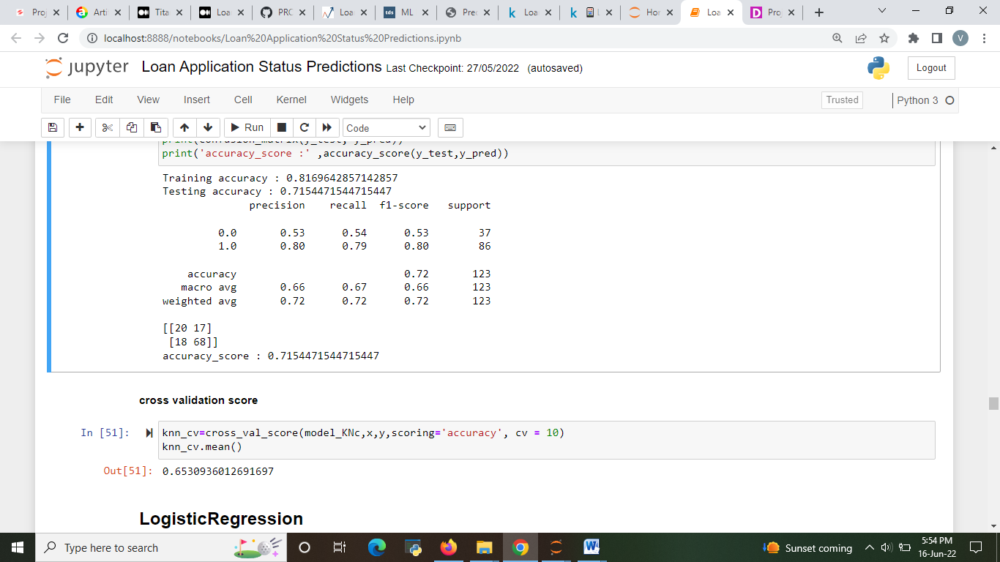 Proj
Arti
Tita
Loa
PRC
Loa
tds ML
Pred
k Loa
k L
Hor
Loa
D Proj
localhost:8888/notebooks/Loan%20Application%20Status%20Predictions.ipynb
V
jupyter Loan Application Status Predictions Last Checkpoint: 27/05/2022 (autosaved)
Logout
File Edit View Insert Cell Kernel Widgets Help
Trusted
Python 3
Run
Code
print(confusion_matrix(y_test, y_pred))
print('accuracy_score :' ,accuracy_score(y_test,y_pred))
Training accuracy : 0.8169642857142857
Testing accuracy : 0.7154471544715447
precision recall f1-score support
0.0 0.53 0.54 0.53 37
1.0 0.80 0.79 0.80 86
accuracy 0.72 123
macro avg 0.66 0.67 0.66 123
weighted avg 0.72 0.72 0.72 123
[[20 17]
[18 68]]
accuracy_score : 0.7154471544715447
cross validation score
In [51]: knn_cv=cross_val_score(model_KNc,x,y,scoring='accuracy', cv = 10)
knn_cv.mean()
Out[51]: 0.6530936012691697
LogisticRegression
Type here to search
Sunset coming
5:54 PM
16-Jun-22